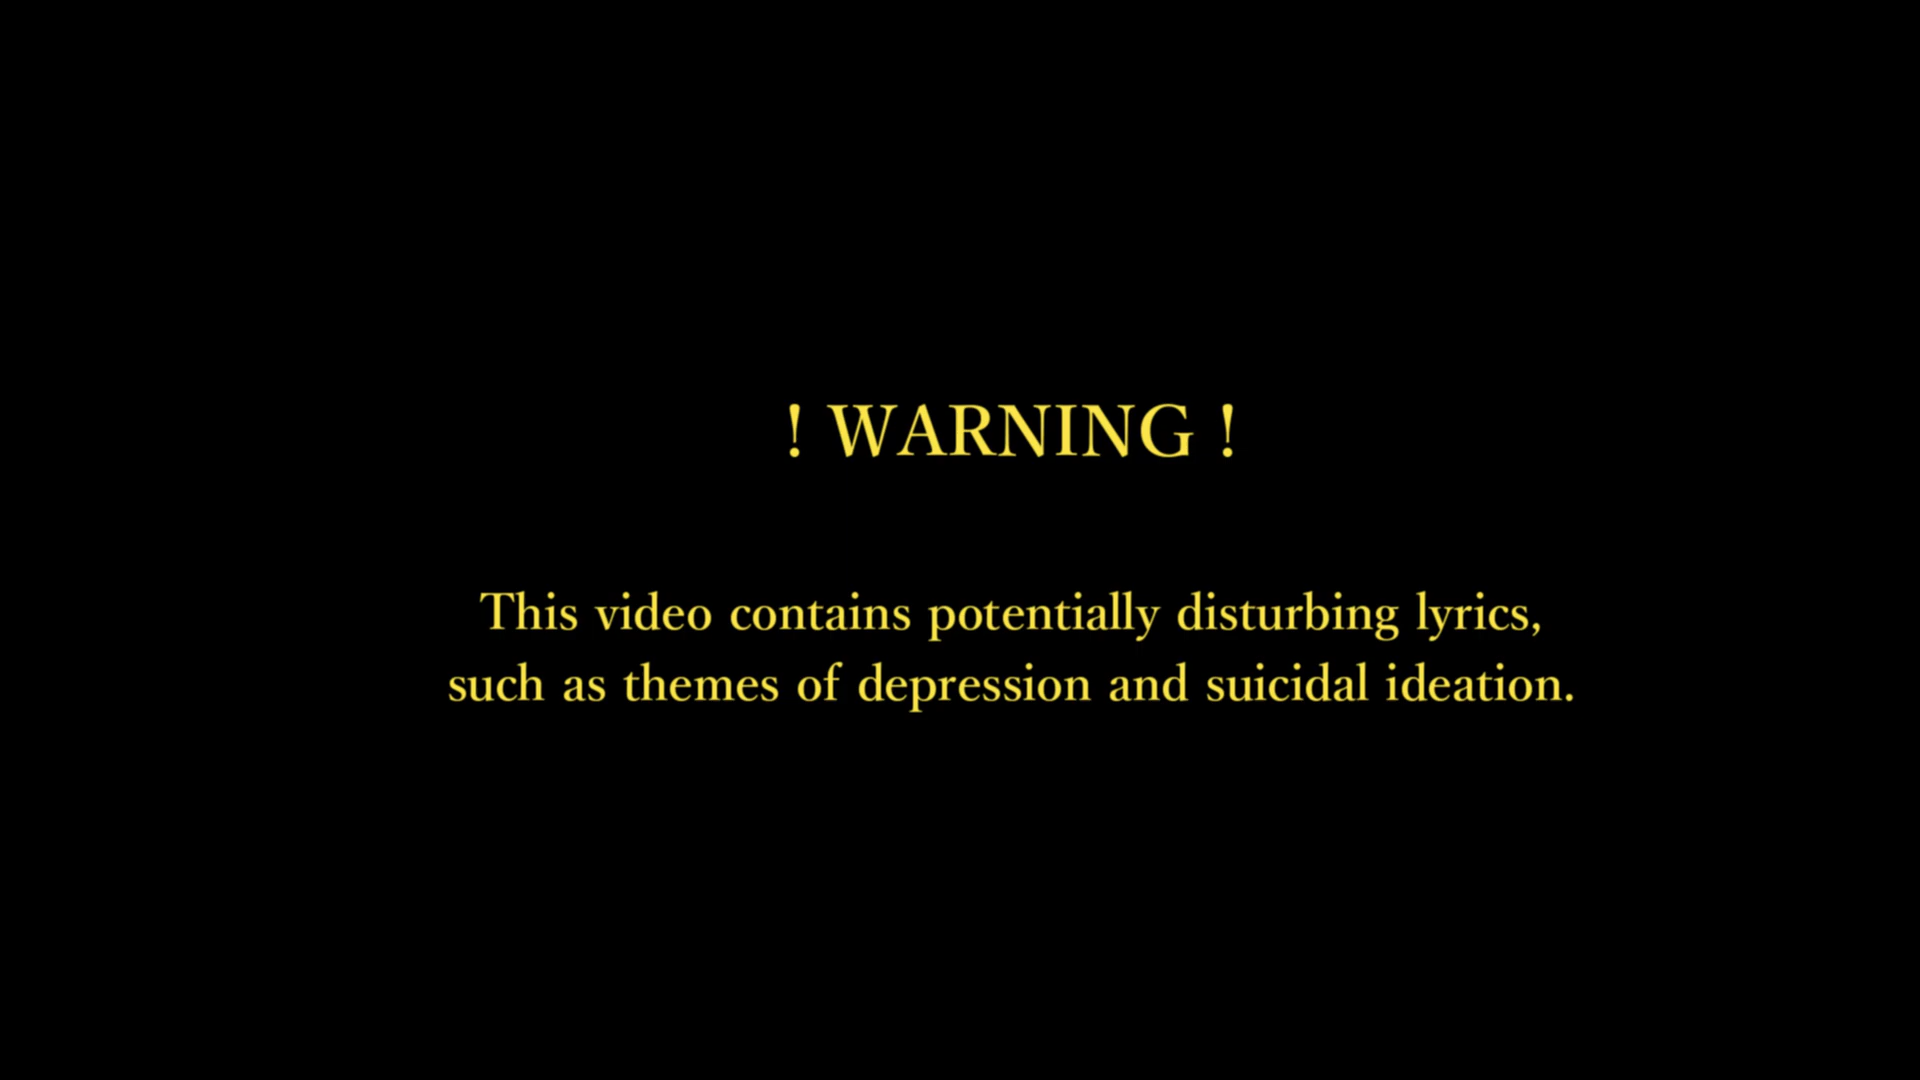 ! WARNING !
This video contains potentially disturbing lyrics,
such as themes of depression and suicidal ideation.